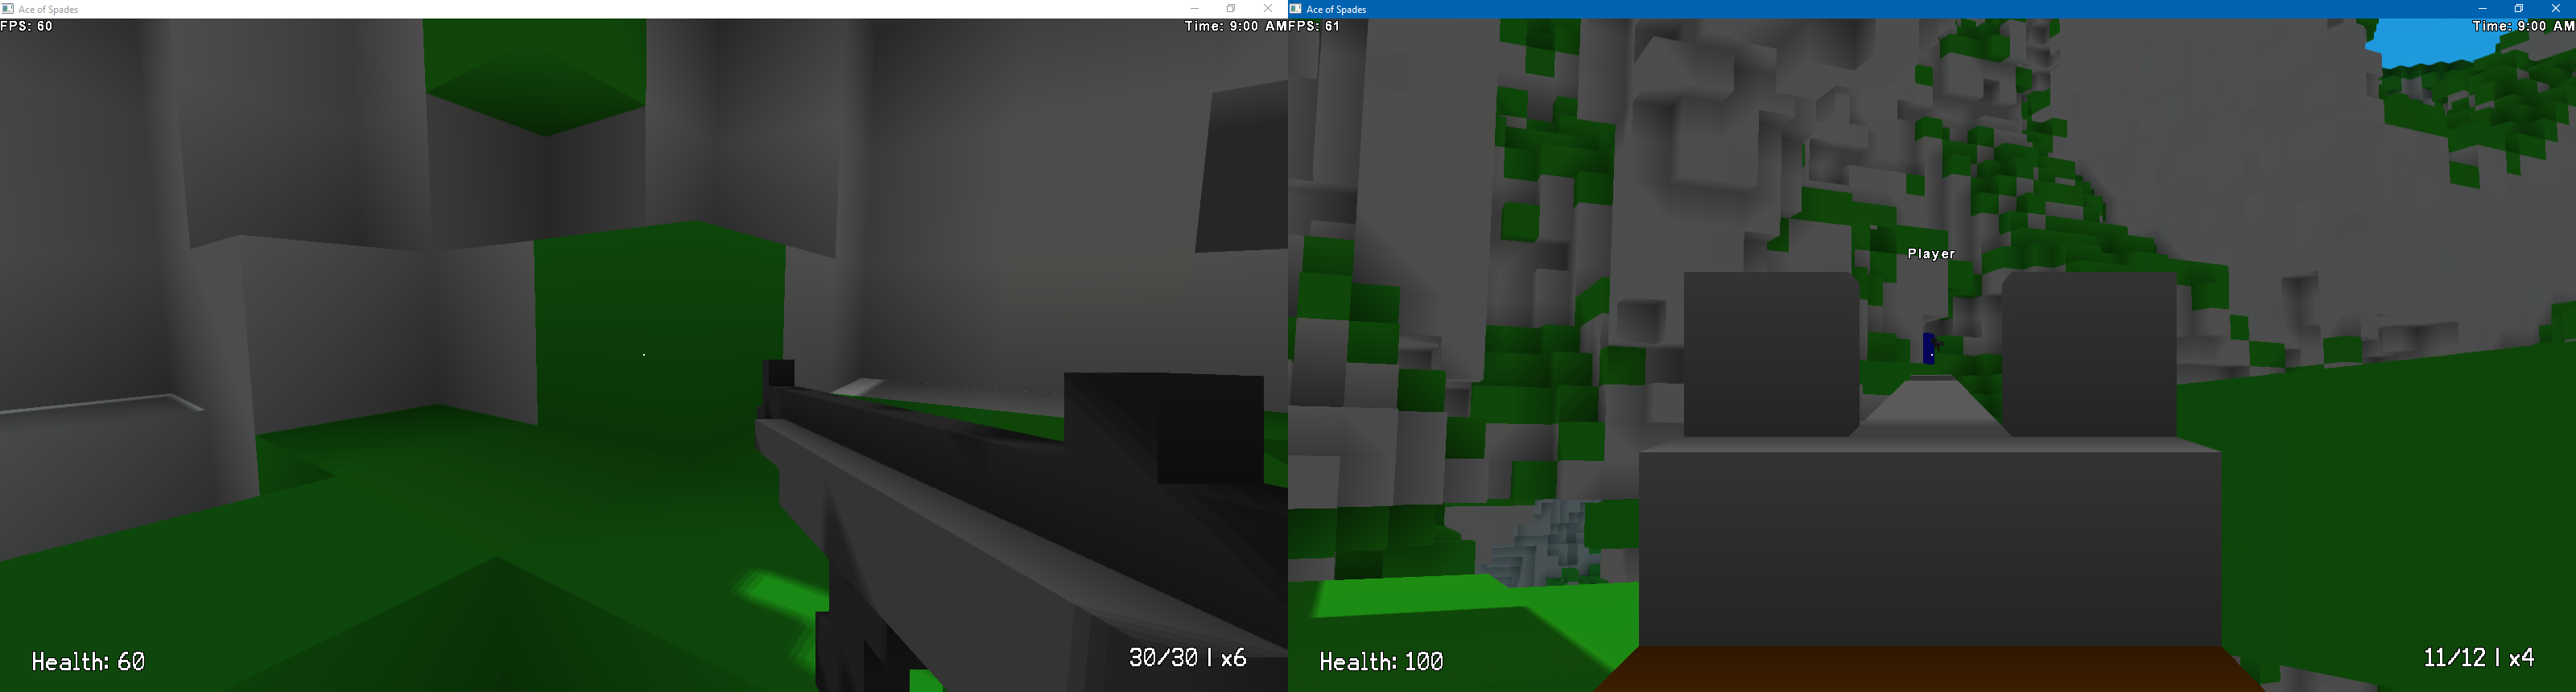 Ace of Spades
FPS: 60
Time: 9:00 AM
Health: 60
30/30 | x6
Ace of Spades
FPS: 61
Time: 9:00 AM
Player
Health: 100
11/12 | x4